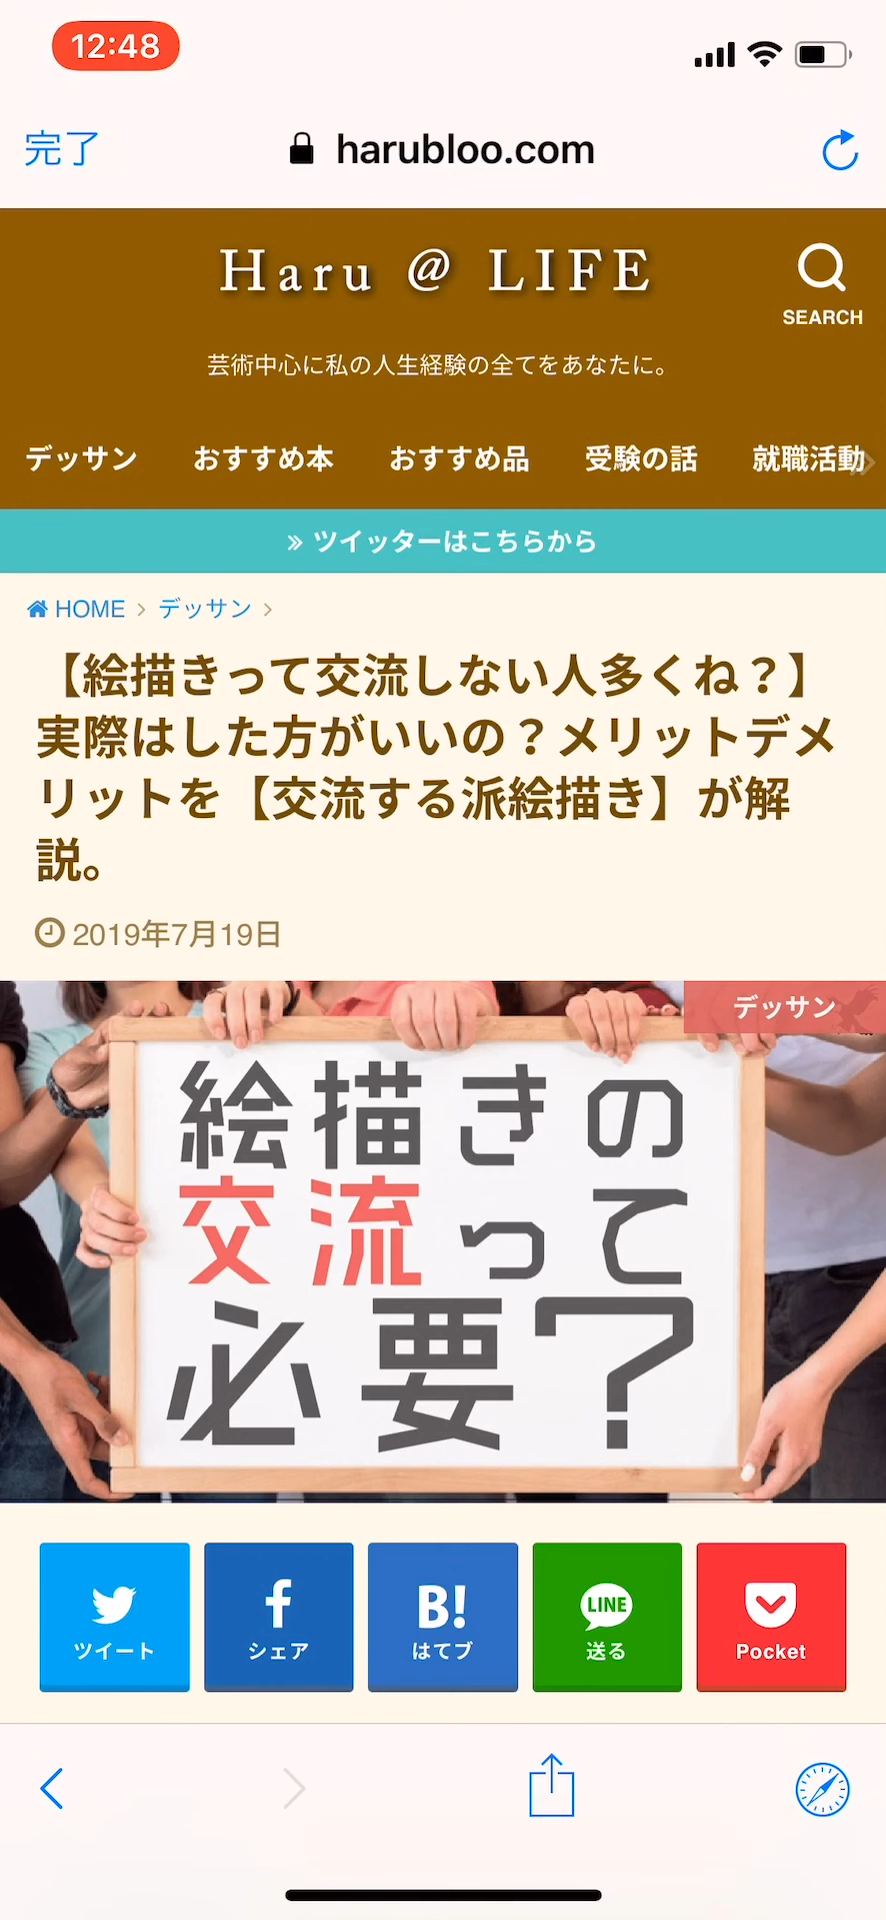 12:48
完了
harubloo.com
Haru @ LIFE
SEARCH
芸術中心に私の人生経験の全てをあなたに。
デッサン おすすめ本 おすすめ品 受験の話 就職活動
» ツイッターはこちらから
HOME > デッサン >
【絵描きって交流しない人多くね？】
実際はした方がいいの？メリットデメ
リットを【交流する派絵描き】が解
説。
2019年7月19日
デッサン
絵描きの
交流って
必要？
ツイート
シェア
B!
はてブ
LINE
送る
Pocket